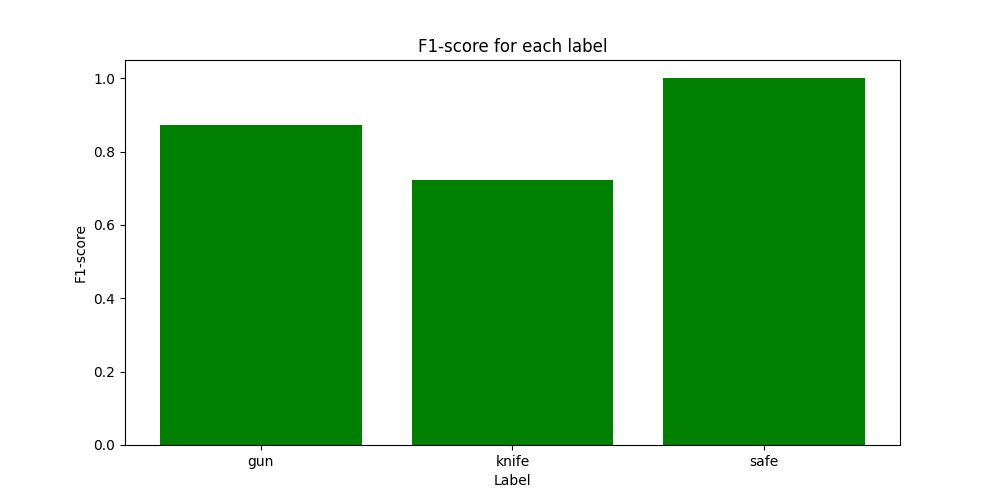 F1-score for each label
1.0
0.8
0.6
0.4
0.2
0.0
F1-score
gun knife safe
Label